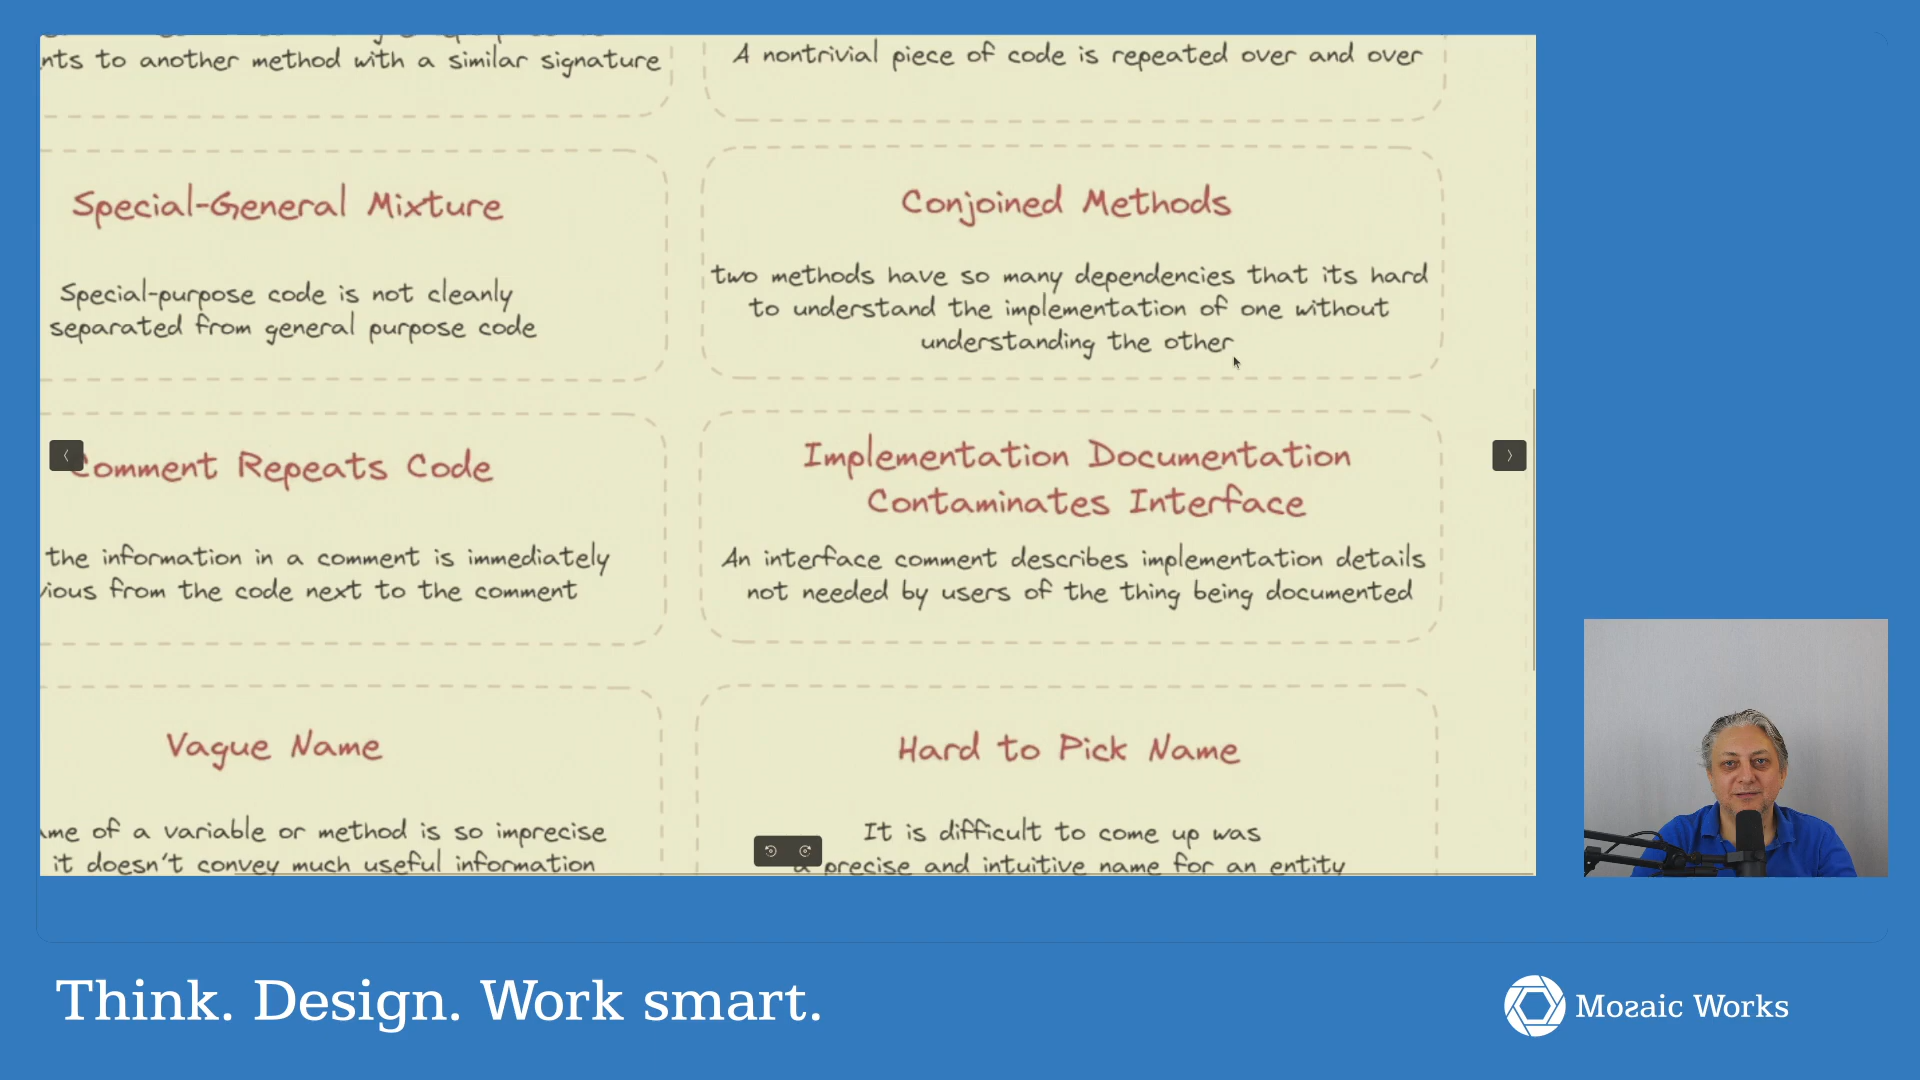 nts to another method with a similar signature
A nontrivial piece of code is repeated over and over
Special-General Mixture
Special-purpose code is not cleanly
separated from general purpose code
Conjoined Methods
two methods have so many dependencies that its hard
to understand the implementation of one without
understanding the other
Comment Repeats Code
the information in a comment is immediately
vious from the code next to the comment
Implementation Documentation
Contaminates Interface
An interface comment describes implementation details
not needed by users of the thing being documented
Vague Name
ame of a variable or method is so imprecise
it doesn't convey much useful information
Hard to Pick Name
It is difficult to come up was
a precise and intuitive name for an entity
Think. Design. Work smart.
Mozaic Works